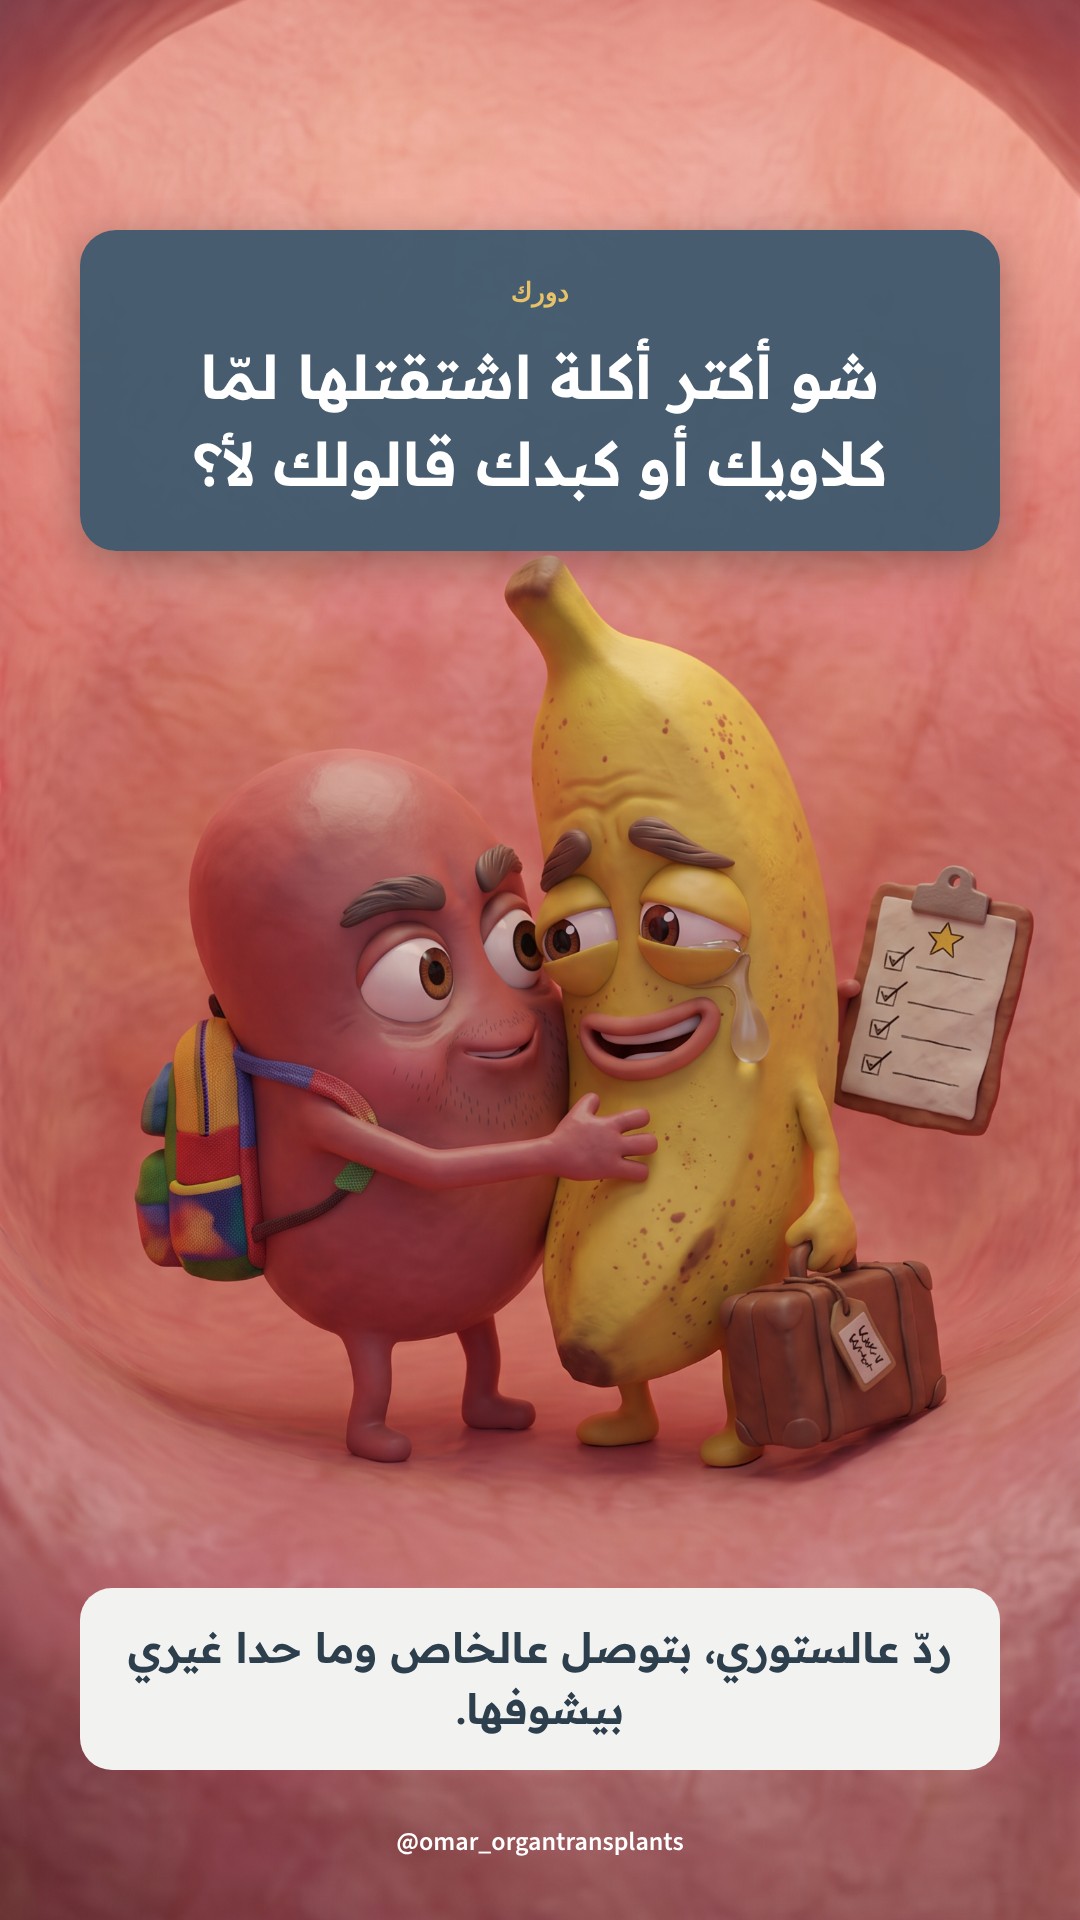 دورك
شو أكتر أكلة اشتقتلها لمّا
كلاويك أو كبدك قالولك لأ؟
ردّ عالستوري، بتوصل عالخاص وما حدا غيري
بيشوفها.
@omar_organtransplants